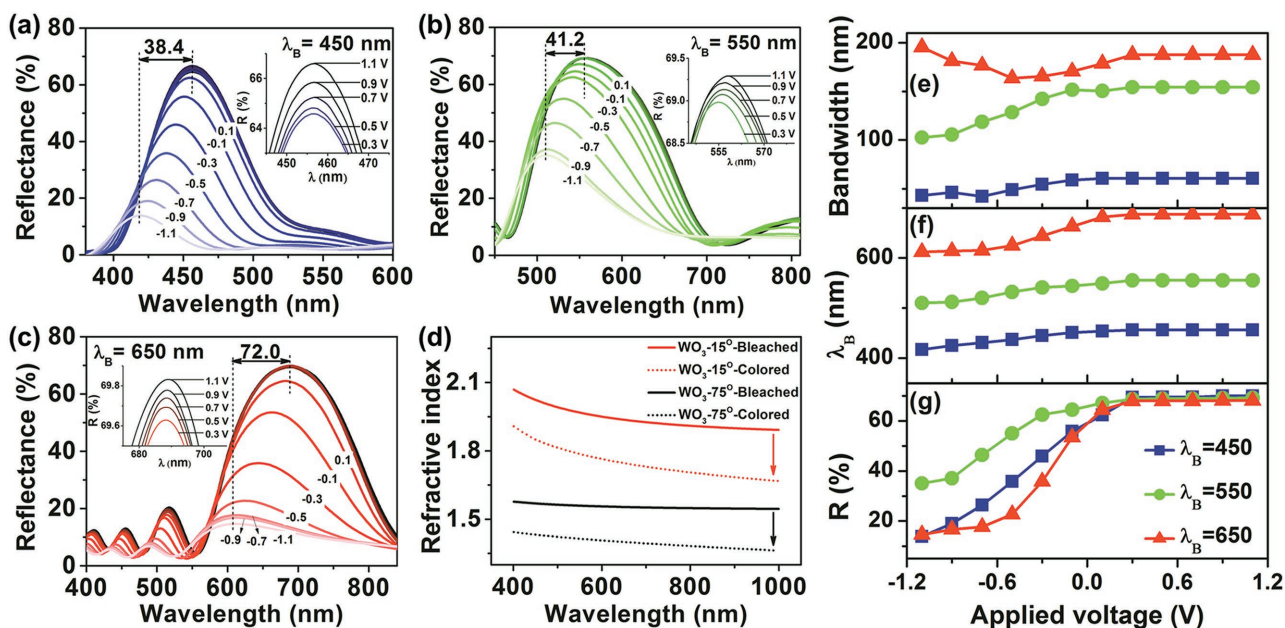 (a)
38.4
λB = 450 nm
1.1 V
0.9 V
0.7 V
0.5 V
0.3 V
66
64
R (%)
450 460 470
λ (nm)
0.1
-0.1
-0.3
-0.5
-0.7
-0.9
-1.1
80
60
40
20
0
Reflectance (%)
400 450 500 550 600
Wavelength (nm)
(b)
41.2
λB = 550 nm
69.5
69.0
68.5
R (%)
1.1 V
0.9 V
0.7 V
0.5 V
0.3 V
555 570
λ (nm)
0.1
-0.1
-0.3
-0.5
-0.7
-0.9
-1.1
80
60
40
20
0
Reflectance (%)
500 600 700 800
Wavelength (nm)
(c)
λB = 650 nm
72.0
1.1 V
0.9 V
0.7 V
0.5 V
0.3 V
69.8
69.6
R (%)
680 700
λ (nm)
0.1
-0.1
-0.3
-0.5
-0.9 -0.7 -1.1
80
60
40
20
0
Reflectance (%)
400 500 600 700 800
Wavelength (nm)
(d)
WO3-15O-Bleached
WO3-15O-Colored
WO3-75O-Bleached
WO3-75O-Colored
2.1
1.8
1.5
Refractive index
400 500 600 700 800 900 1000
Wavelength (nm)
(e)
200
100
Bandwidth (nm)
(f)
600
400
λB (nm)
(g)
60
40
20
R (%)
λB=450
λB=550
λB=650
-1.2 -0.6 0.0 0.6 1.2
Applied voltage (V)